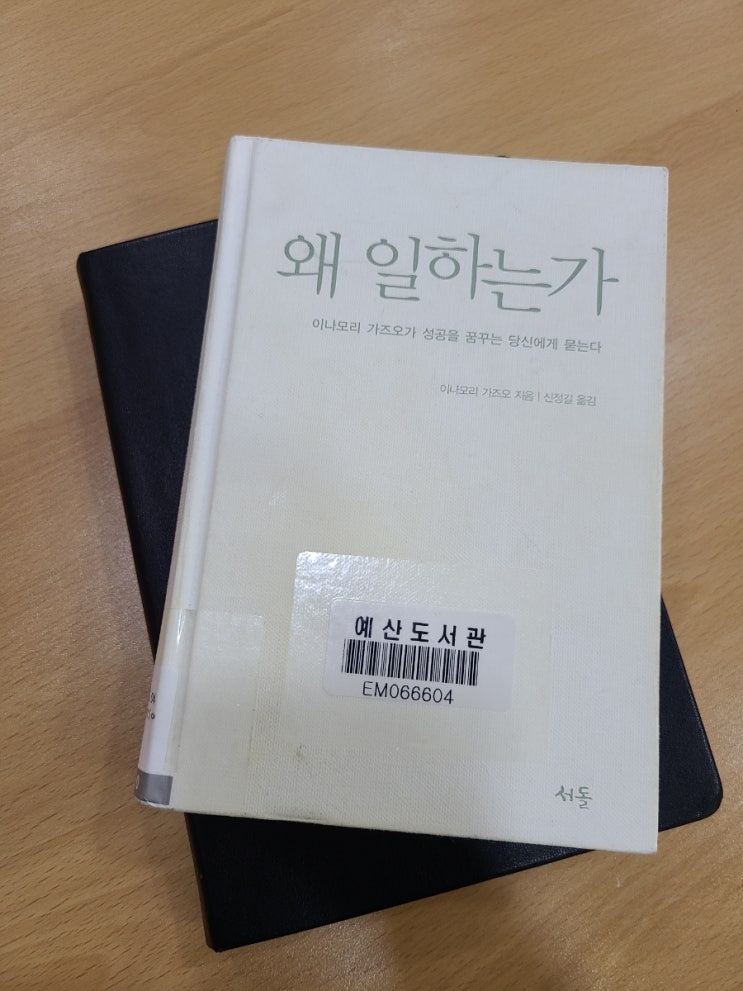 왜 일하는가
이나모리 가즈오가 성공을 꿈꾸는 당신에게 묻는다
이나모리 가즈오 지음 | 신정길 옮김
예산도서관
EM066604
서돌